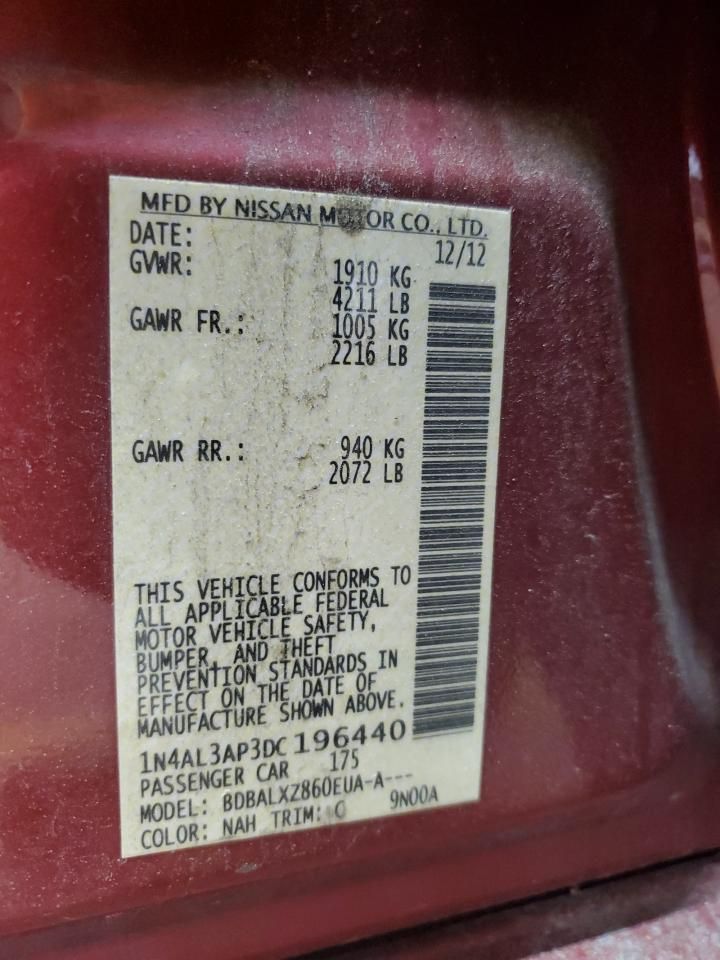 MFD BY NISSAN MOTOR CO., LTD.
DATE: 12/12
GVWR: 1910 KG
4211 LB
GAWR FR.: 1005 KG
2216 LB
GAWR RR.: 940 KG
2072 LB
THIS VEHICLE CONFORMS TO
ALL APPLICABLE FEDERAL
MOTOR VEHICLE SAFETY,
BUMPER, AND THEFT
PREVENTION STANDARDS IN
EFFECT ON THE DATE OF
MANUFACTURE SHOWN ABOVE.
1N4AL3AP3DC196440
PASSENGER CAR 175
MODEL: BDBALXZ860EUA-A---
COLOR: NAH TRIM: 9N00A